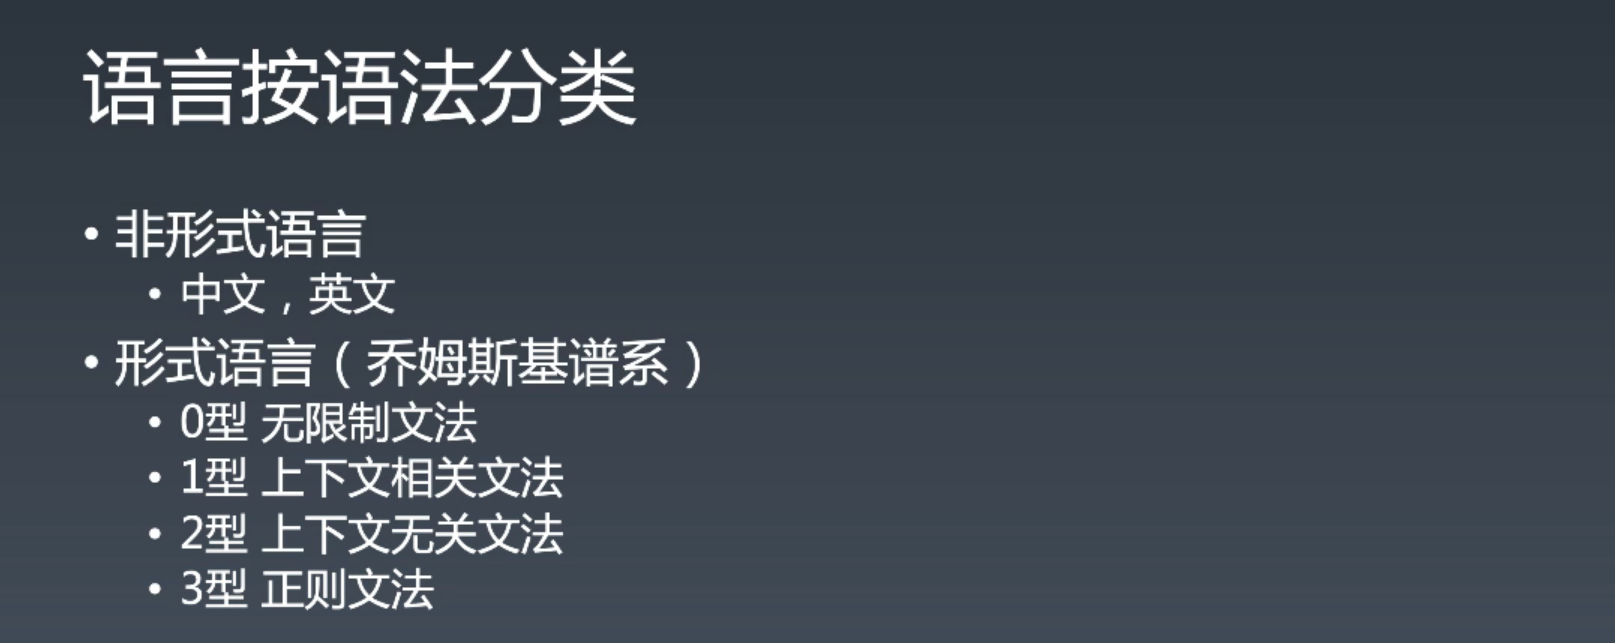 语言按语法分类
• 非形式语言
• 中文，英文
• 形式语言（乔姆斯基谱系）
• 0型 无限制文法
• 1型 上下文相关文法
• 2型 上下文无关文法
• 3型 正则文法